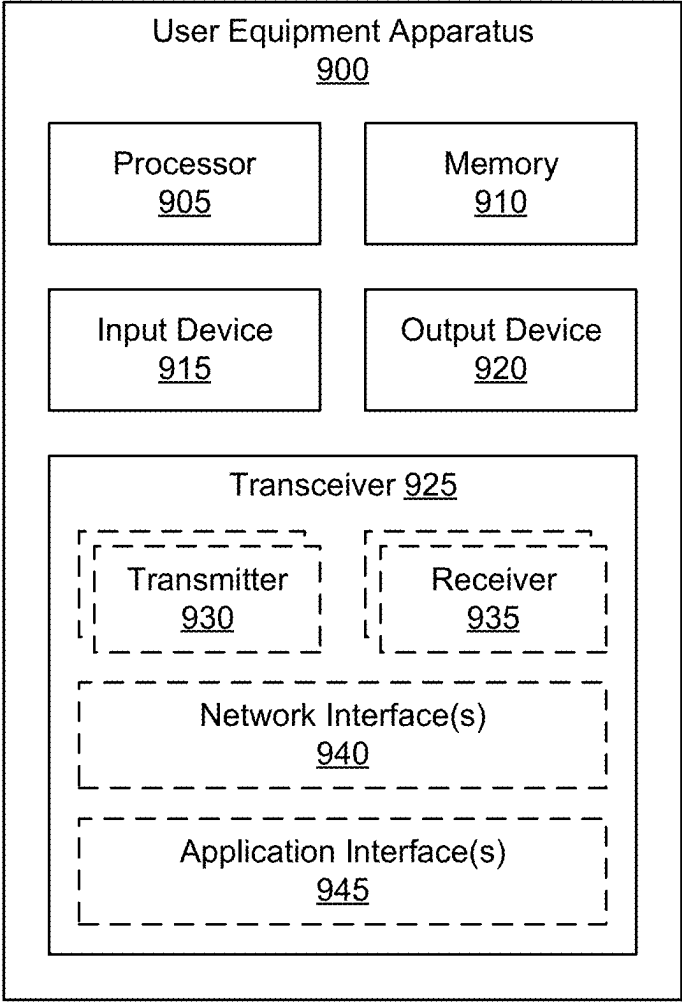 User Equipment Apparatus
900
Processor
905
Memory
910
Input Device
915
Output Device
920
Transceiver 925
Transmitter
930
Receiver
935
Network Interface(s)
940
Application Interface(s)
945